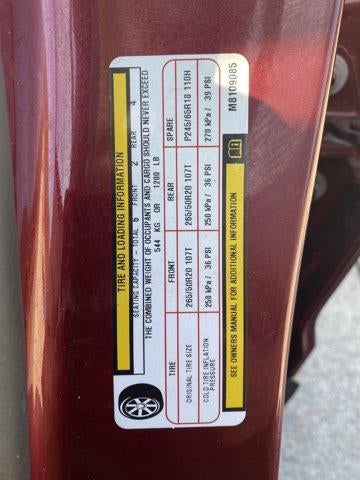 TIRE AND LOADING INFORMATION
SEATING CAPACITY – TOTAL 6 FRONT 2 REAR 4
THE COMBINED WEIGHT OF OCCUPANTS AND CARGO SHOULD NEVER EXCEED
544 KG OR 1200 LB
TIRE FRONT REAR SPARE
ORIGINAL TIRE SIZE 265/50R20 107T 265/50R20 107T P245/65R18 110H
COLD TIRE INFLATION PRESSURE 250 kPa / 36 PSI 250 kPa / 36 PSI 270 kPa / 39 PSI
SEE OWNERS MANUAL FOR ADDITIONAL INFORMATION
M8109085